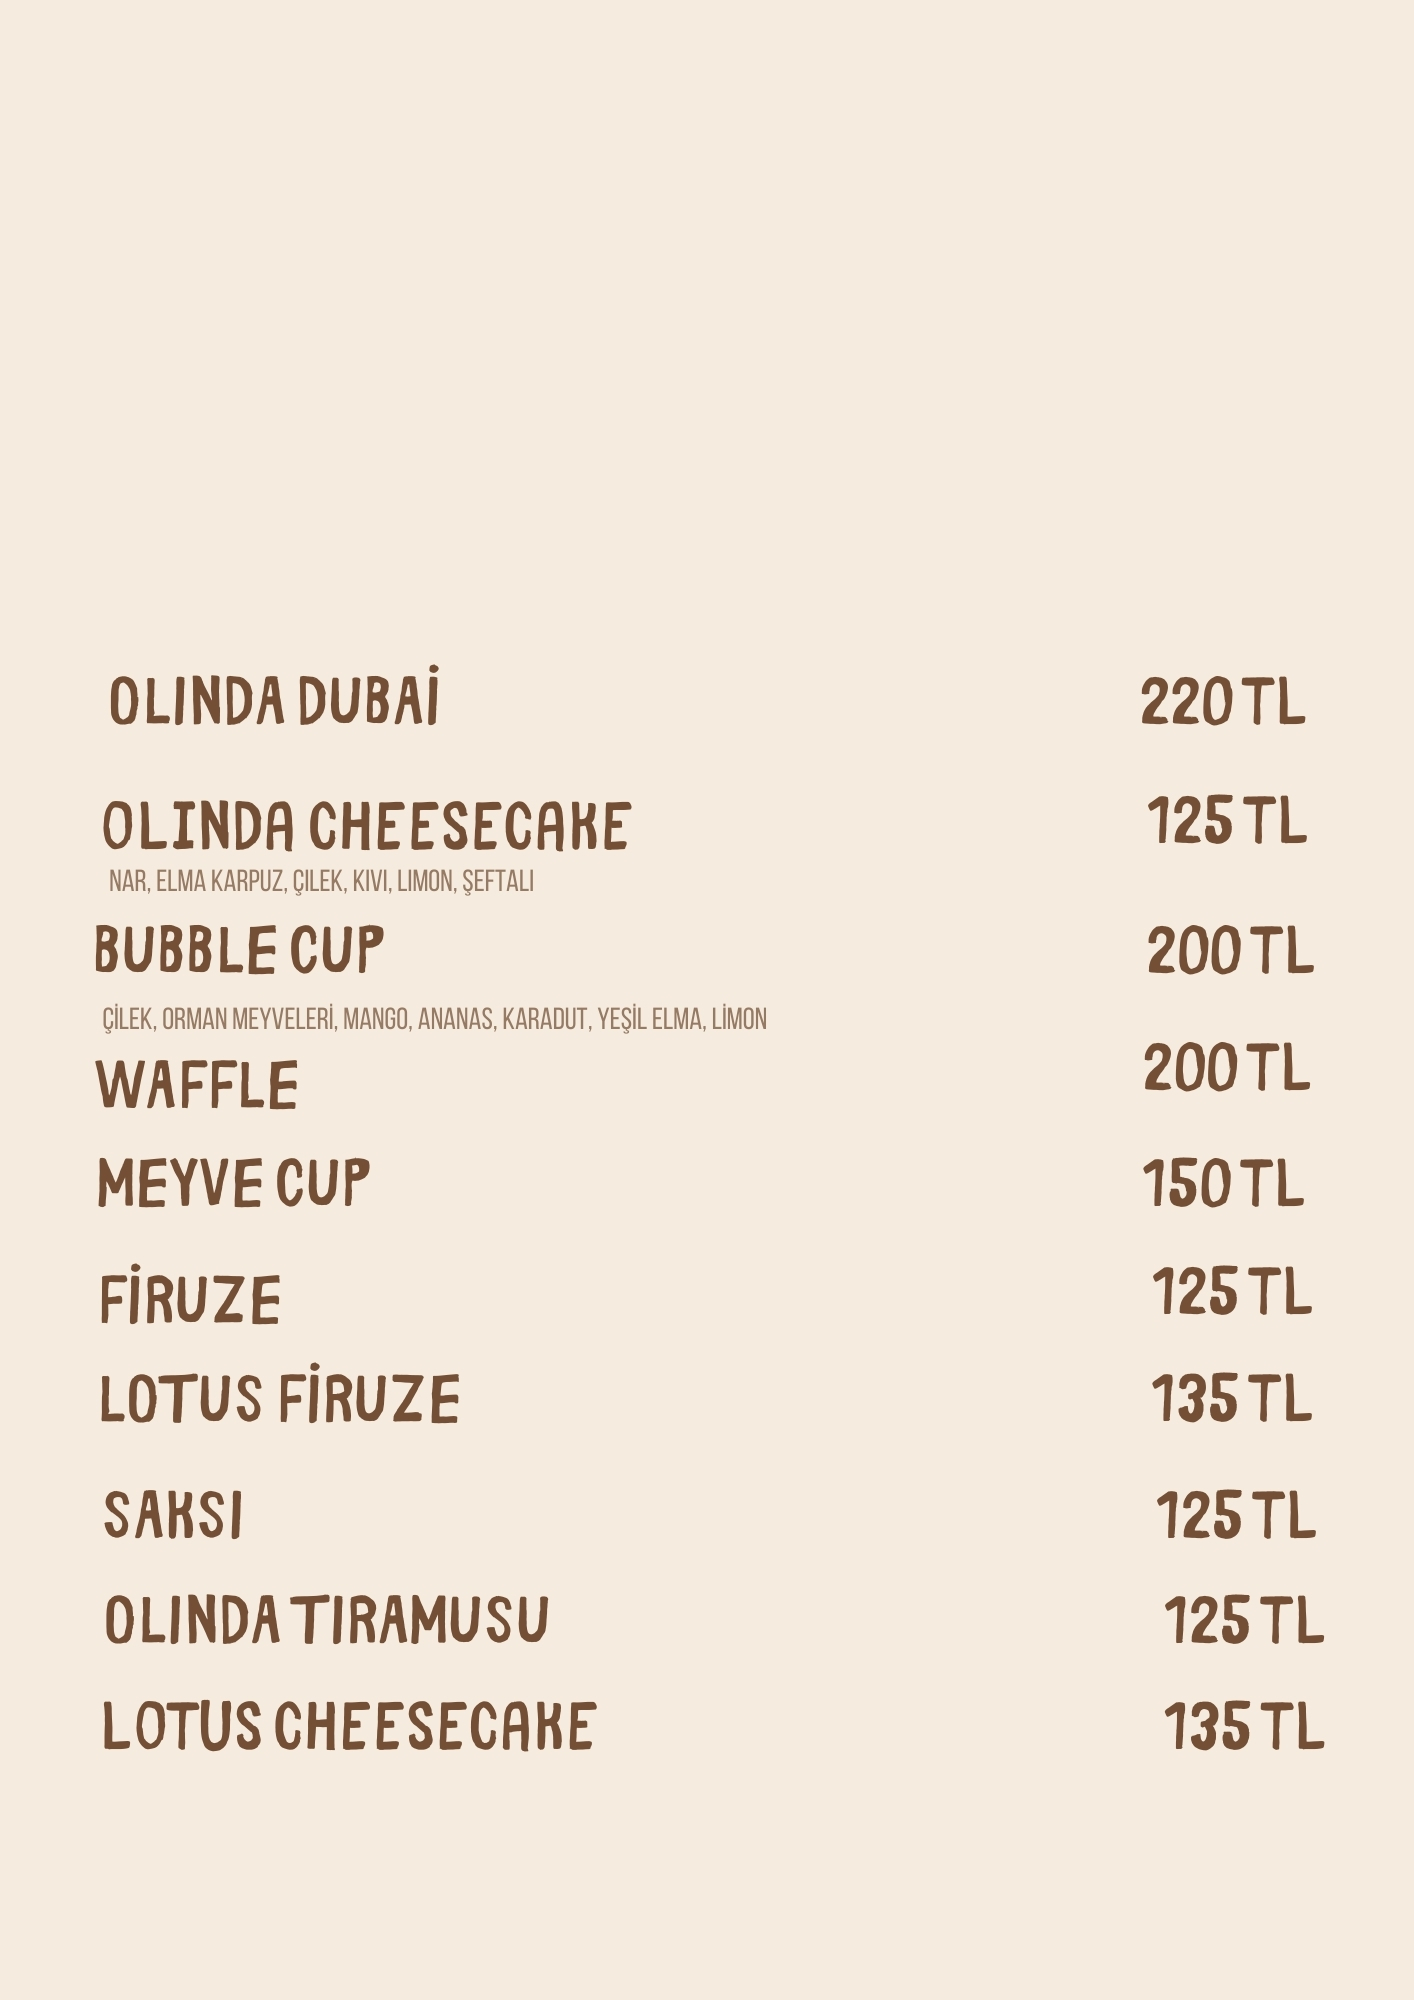 OLINDA DUBAİ 220 TL
OLINDA CHEESECAKE 125 TL
NAR, ELMA KARPUZ, ÇILEK, KIVI, LIMON, ŞEFTALI
BUBBLE CUP 200 TL
ÇİLEK, ORMAN MEYVELERİ, MANGO, ANANAS, KARADUT, YEŞİL ELMA, LİMON
WAFFLE 200 TL
MEYVE CUP 150 TL
FİRUZE 125 TL
LOTUS FİRUZE 135 TL
SAKSI 125 TL
OLINDA TIRAMUSU 125 TL
LOTUS CHEESECAKE 135 TL